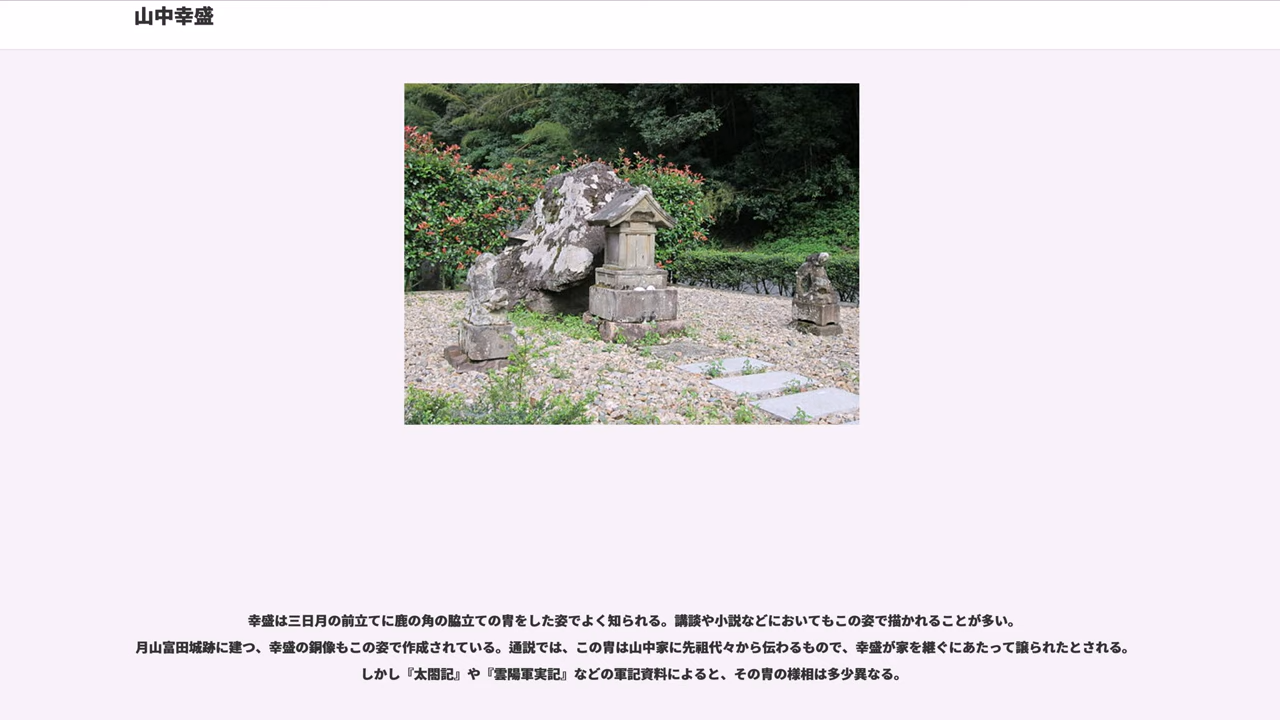 山中幸盛
幸盛は三日月の前立てに鹿の角の脇立ての冑をした姿でよく知られる。講談や小説などにおいてもこの姿で描かれることが多い。
月山富田城跡に建つ、幸盛の銅像もこの姿で作成されている。通説では、この冑は山中家に先祖代々から伝わるもので、幸盛が家を継ぐにあたって譲られたとされる。
しかし『太閤記』や『雲陽軍実記』などの軍記資料によると、その冑の様相は多少異なる。